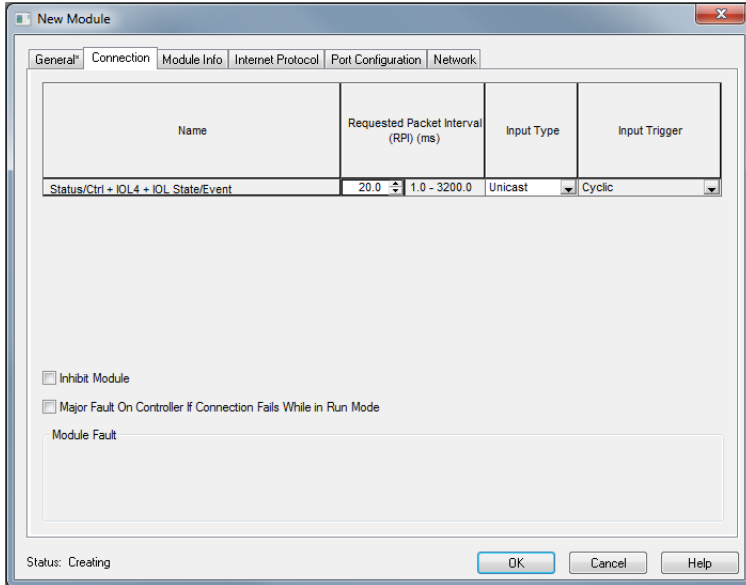 New Module
General* Connection Module Info Internet Protocol Port Configuration Network
Name
Requested Packet Interval
(RPI) (ms)
Input Type
Input Trigger
Status/Ctrl + IOL4 + IOL State/Event 20.0 1.0 - 3200.0 Unicast Cyclic
Inhibit Module
Major Fault On Controller If Connection Fails While in Run Mode
Module Fault
Status: Creating OK Cancel Help